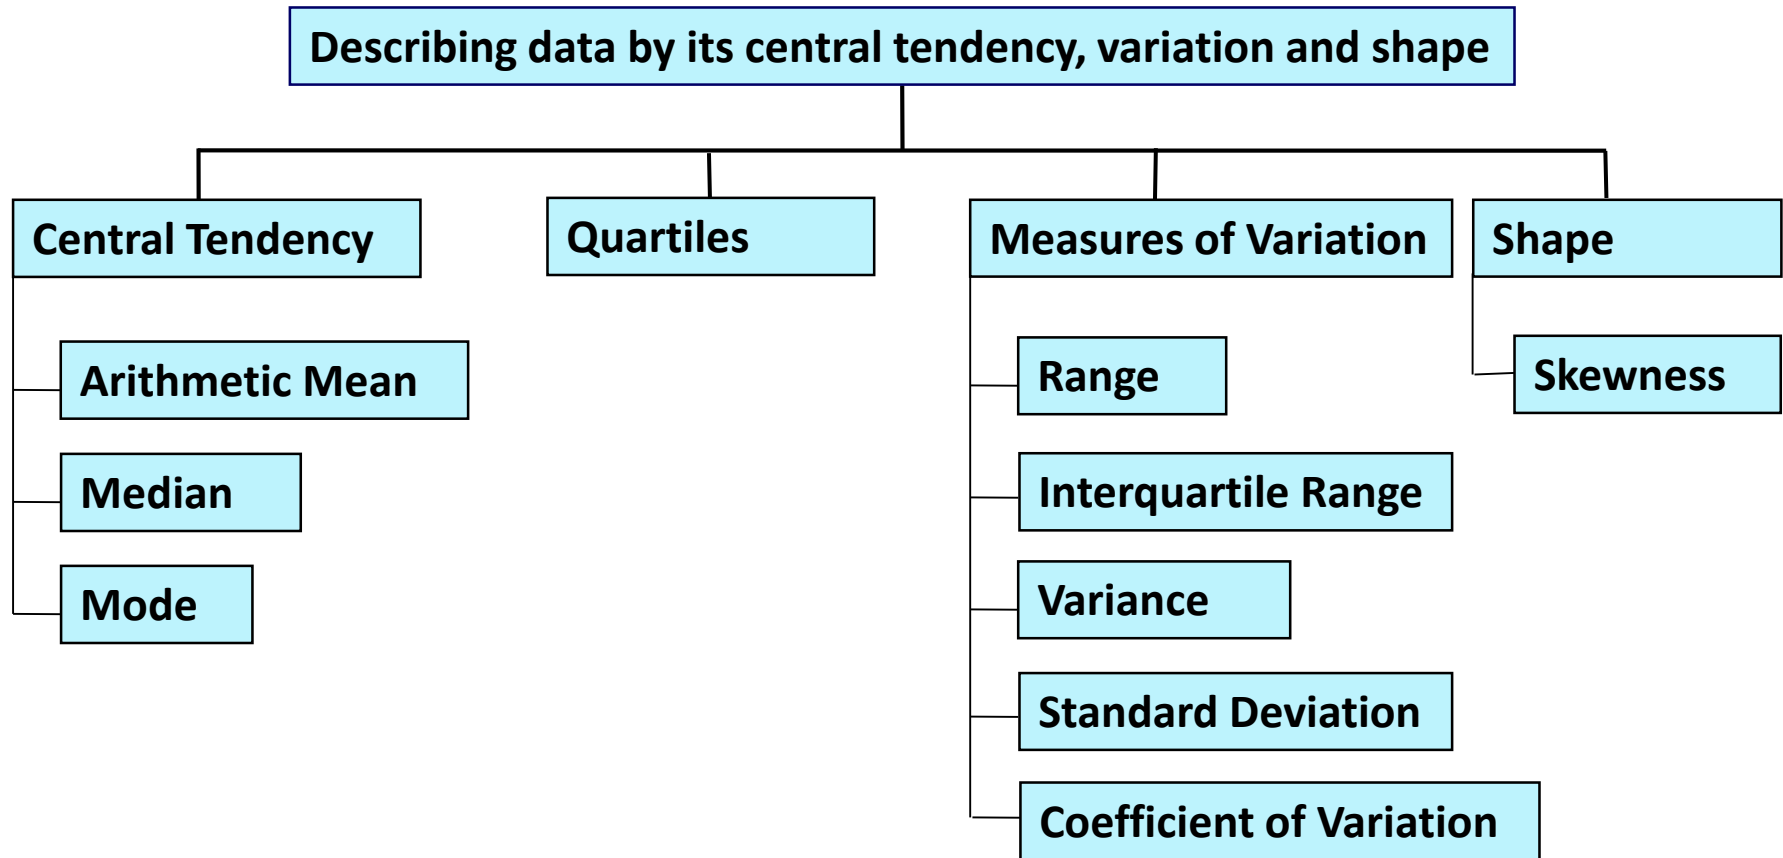 Describing data by its central tendency, variation and shape
Central Tendency
Quartiles
Measures of Variation
Shape
Arithmetic Mean
Median
Mode
Range
Interquartile Range
Variance
Standard Deviation
Coefficient of Variation
Skewness